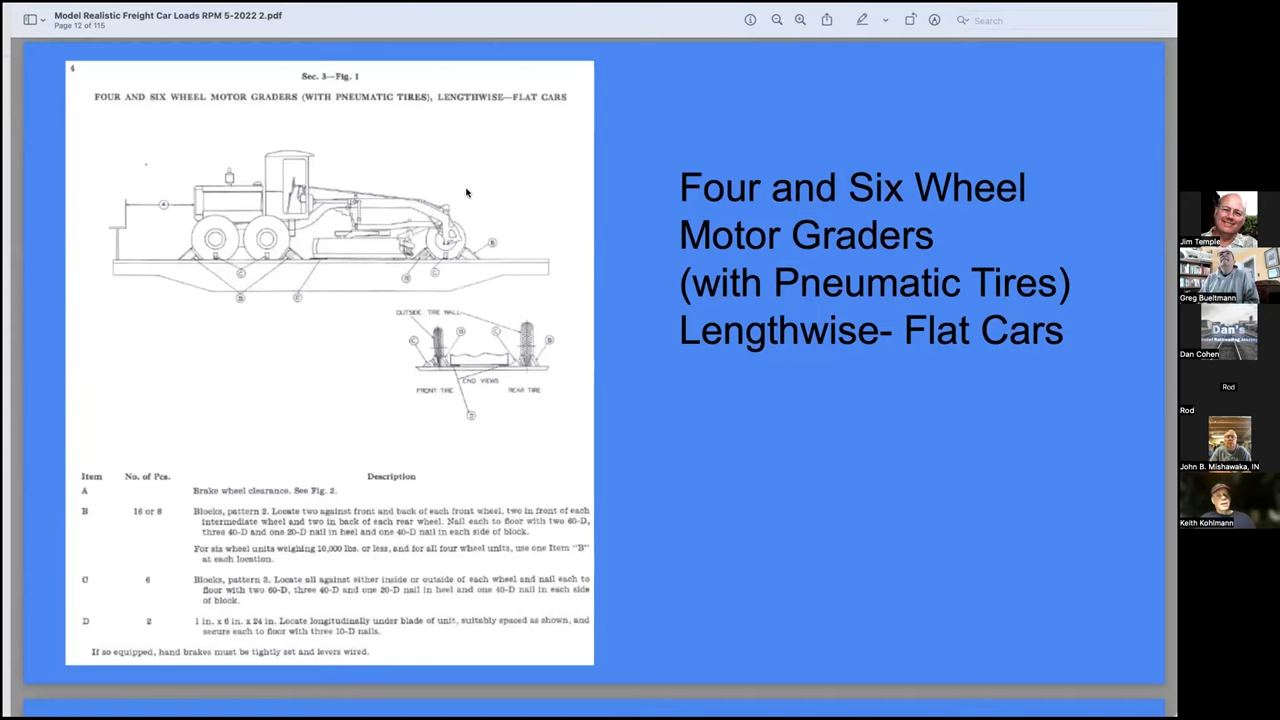 Model Realistic Freight Car Loads RPM 5-2022 2.pdf
Page 12 of 115
Search
4
Sec. 3—Fig. 1
FOUR AND SIX WHEEL MOTOR GRADERS (WITH PNEUMATIC TIRES), LENGTHWISE—FLAT CARS
A
B
C
B
C
B
D
OUTSIDE TIRE WALL
C
B
C
B
END VIEWS
FRONT TIRE
REAR TIRE
D
Item No. of Pcs. Description
A Brake wheel clearance. See Fig. 2.
B 16 or 8 Blocks, pattern 2. Locate two against front and back of each front wheel, two in front of each
intermediate wheel and two in back of each rear wheel. Nail each to floor with two 60-D,
three 40-D and one 20-D nail in heel and one 40-D nail in each side of block.
For six wheel units weighing 10,000 lbs. or less, and for all four wheel units, use one Item "B"
at each location.
C 6 Blocks, pattern 3. Locate all against either inside or outside of each wheel and nail each to
floor with two 60-D, three 40-D and one 20-D nail in heel and one 40-D nail in each side
of block.
D 2 1 in. x 6 in. x 24 in. Locate longitudinally under blade of unit, suitably spaced as shown, and
secure each to floor with three 10-D nails.
If so equipped, hand brakes must be tightly set and levers wired.
Four and Six Wheel
Motor Graders
(with Pneumatic Tires)
Lengthwise- Flat Cars
Jim Temple
Greg Bueltmann
Dan's
Model Railroading
Dan Cohen
Rod
Rod
John B. Mishawaka, IN
Keith Kohlmann